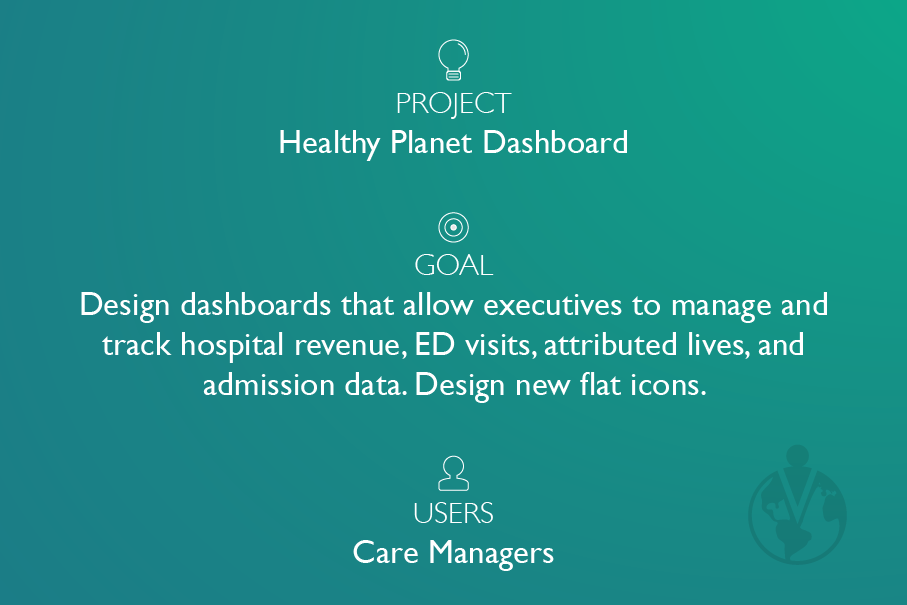 PROJECT
Healthy Planet Dashboard
GOAL
Design dashboards that allow executives to manage and
track hospital revenue, ED visits, attributed lives, and
admission data. Design new flat icons.
USERS
Care Managers